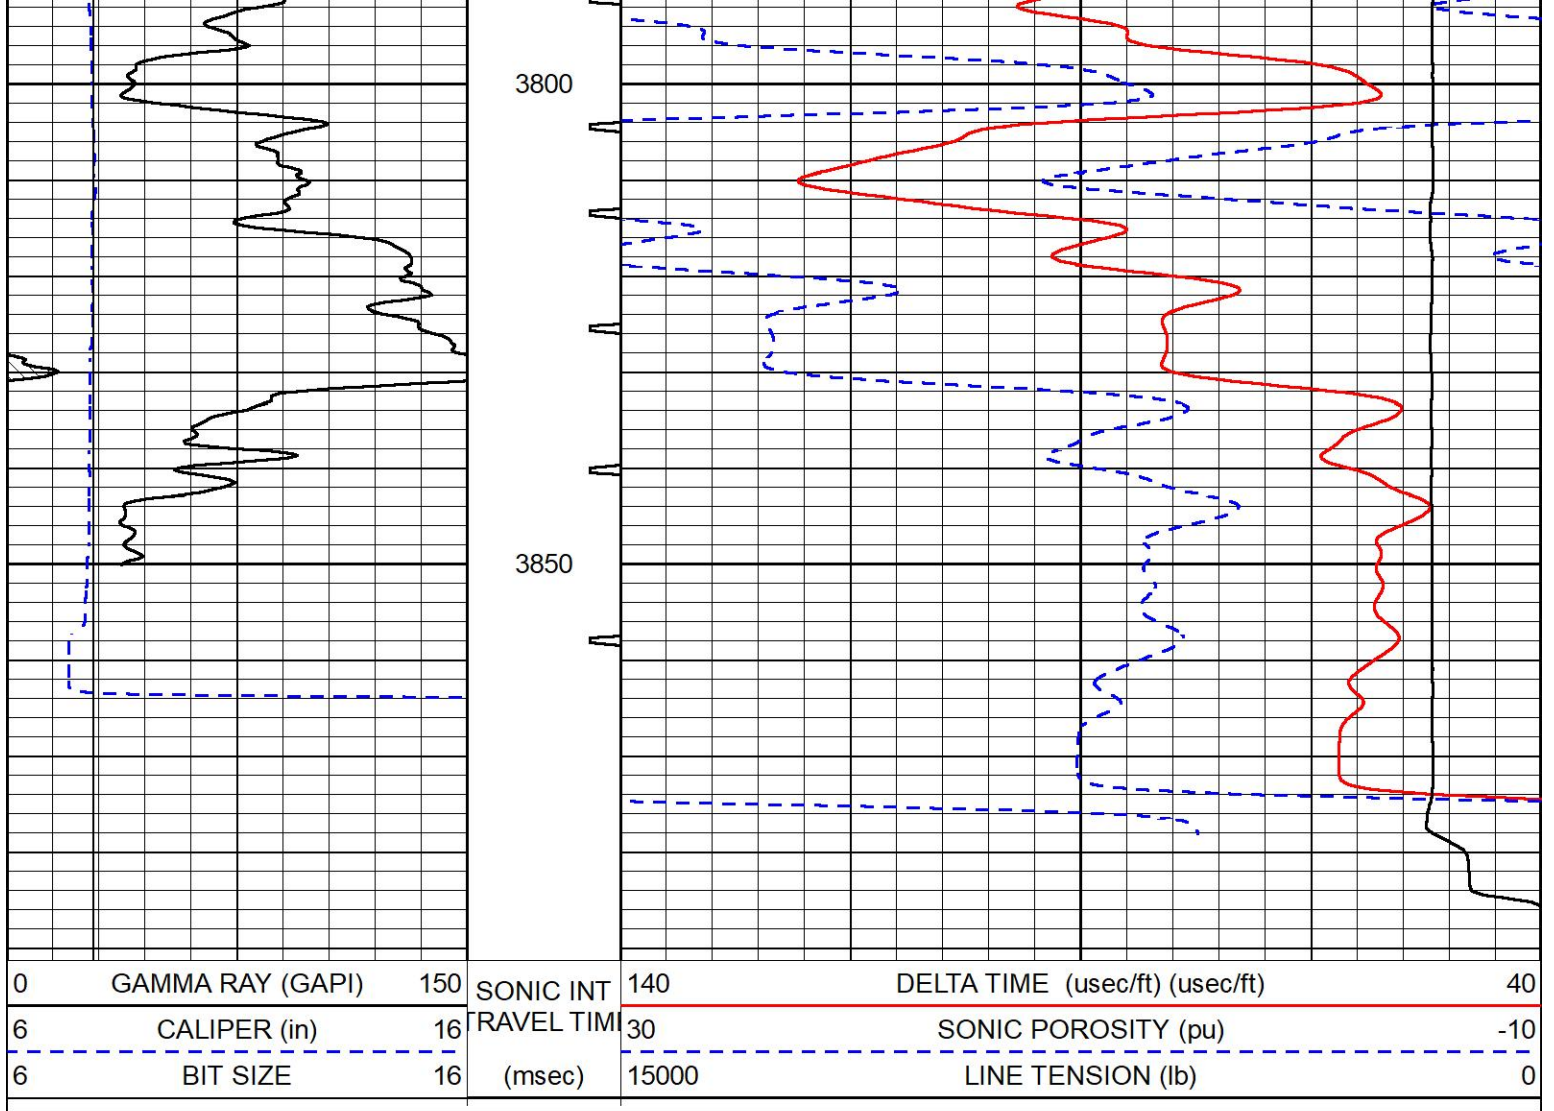 3800
3850
0 GAMMA RAY (GAPI) 150
6 CALIPER (in) 16
6 BIT SIZE 16
SONIC INT
TRAVEL TIM
(msec)
140 DELTA TIME (usec/ft) (usec/ft) 40
30 SONIC POROSITY (pu) -10
15000 LINE TENSION (lb) 0